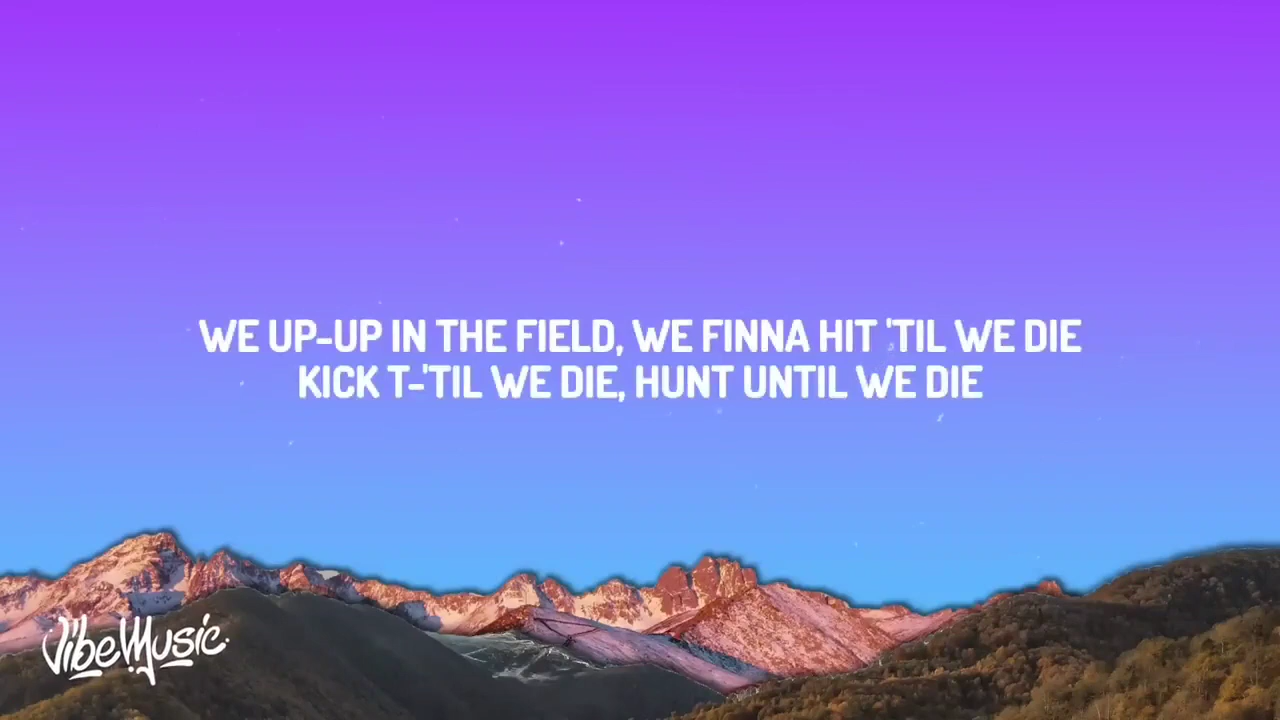 WE UP-UP IN THE FIELD, WE FINNA HIT 'TIL WE DIE
KICK T-'TIL WE DIE, HUNT UNTIL WE DIE
VibeMusic